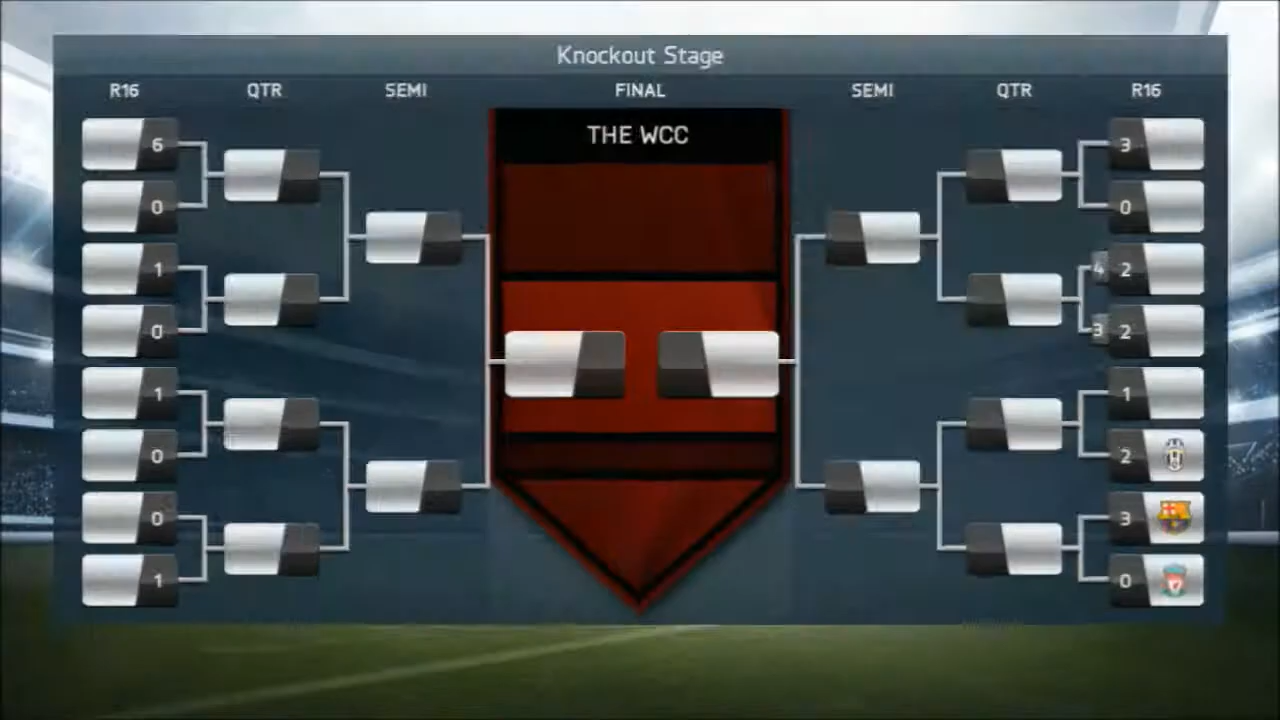 Knockout Stage
R16 QTR SEMI FINAL SEMI QTR R16
THE WCC
6 3
0 0
1 4 2
0 3 2
1 1
0 2
0 3
1 0